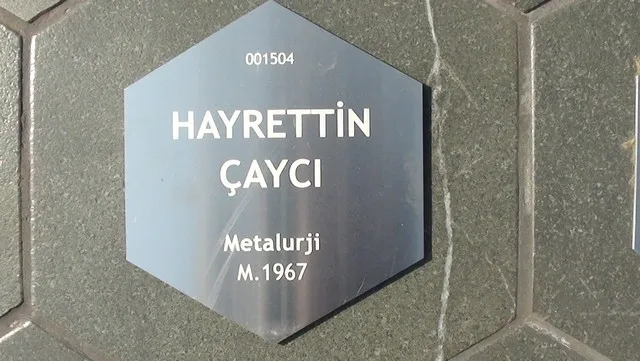 001504
HAYRETTİN
ÇAYCI
Metalurji
M.1967